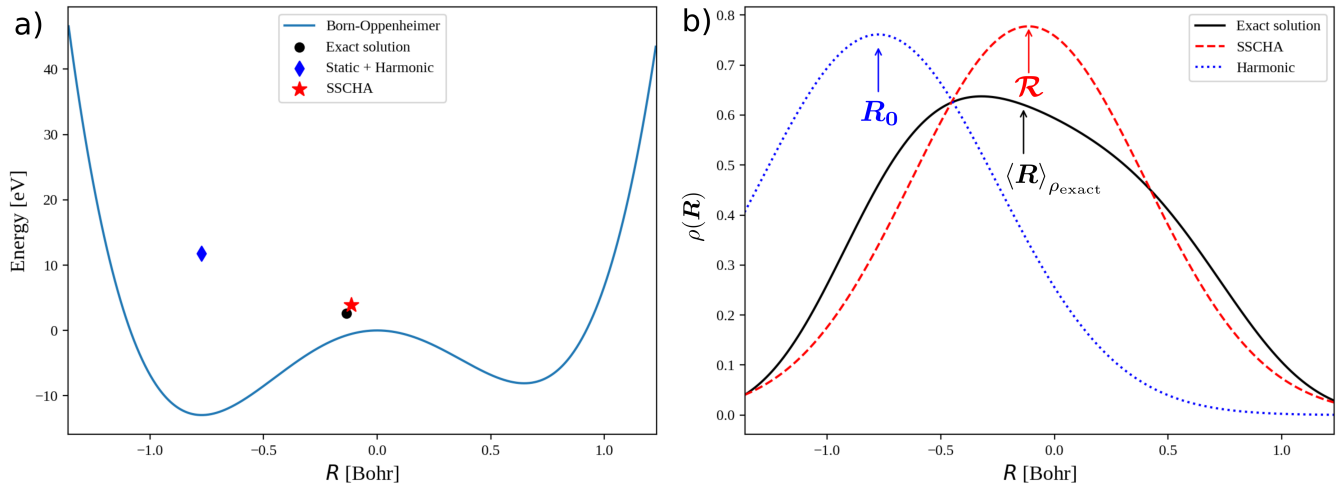 a)
Born-Oppenheimer
Exact solution
Static + Harmonic
SSCHA
Energy [eV]
40
30
20
10
0
−10
−1.0
−0.5
0.0
0.5
1.0
R [Bohr]
b)
Exact solution
SSCHA
Harmonic
R₀
𝓡
⟨R⟩ρexact
ρ(R)
0.8
0.7
0.6
0.5
0.4
0.3
0.2
0.1
0.0
−1.0
−0.5
0.0
0.5
1.0
R [Bohr]